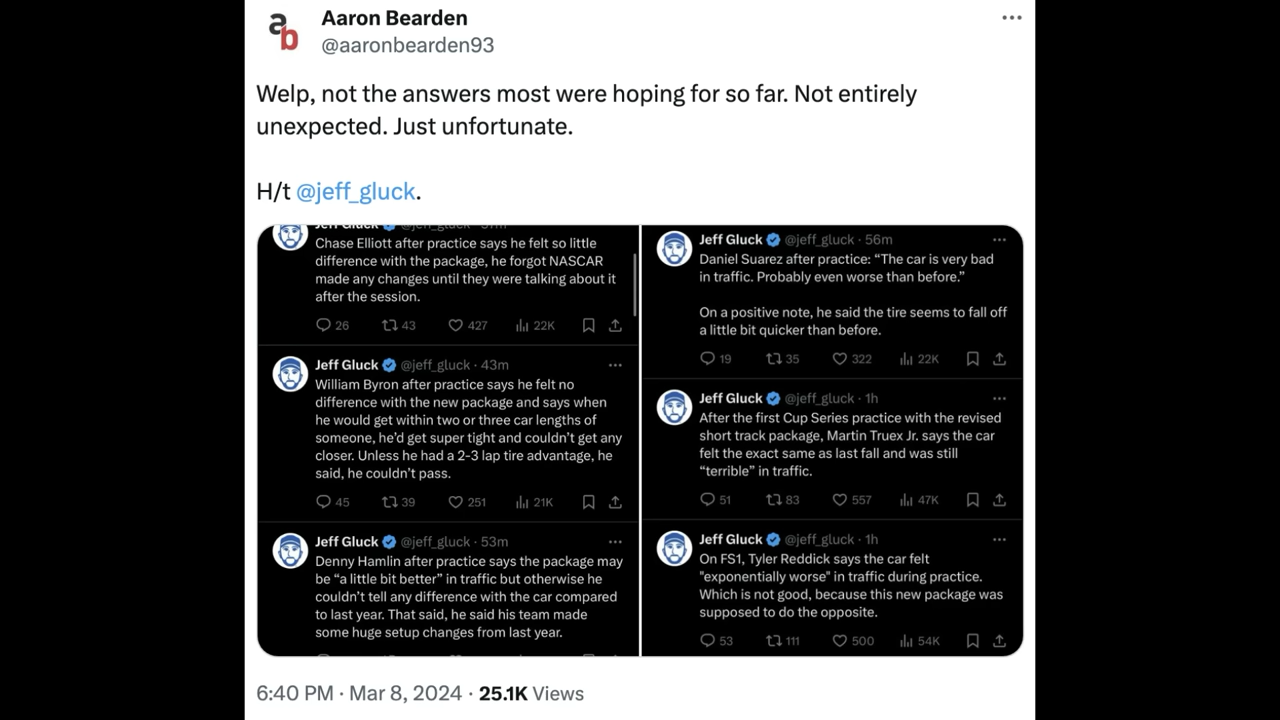 ab
Aaron Bearden
@aaronbearden93
Welp, not the answers most were hoping for so far. Not entirely
unexpected. Just unfortunate.
H/t @jeff_gluck.
Jeff Gluck @jeff_gluck · 37m
Chase Elliott after practice says he felt so little
difference with the package, he forgot NASCAR
made any changes until they were talking about it
after the session.
26 43 427 22K
Jeff Gluck @jeff_gluck · 43m
William Byron after practice says he felt no
difference with the new package and says when
he would get within two or three car lengths of
someone, he’d get super tight and couldn’t get any
closer. Unless he had a 2-3 lap tire advantage, he
said, he couldn’t pass.
45 39 251 21K
Jeff Gluck @jeff_gluck · 53m
Denny Hamlin after practice says the package may
be “a little bit better” in traffic but otherwise he
couldn’t tell any difference with the car compared
to last year. That said, he said his team made
some huge setup changes from last year.
Jeff Gluck @jeff_gluck · 56m
Daniel Suarez after practice: “The car is very bad
in traffic. Probably even worse than before.”
On a positive note, he said the tire seems to fall off
a little bit quicker than before.
19 35 322 22K
Jeff Gluck @jeff_gluck · 1h
After the first Cup Series practice with the revised
short track package, Martin Truex Jr. says the car
felt the exact same as last fall and was still
“terrible” in traffic.
51 83 557 47K
Jeff Gluck @jeff_gluck · 1h
On FS1, Tyler Reddick says the car felt
"exponentially worse" in traffic during practice.
Which is not good, because this new package was
supposed to do the opposite.
53 111 500 54K
6:40 PM · Mar 8, 2024 · 25.1K Views